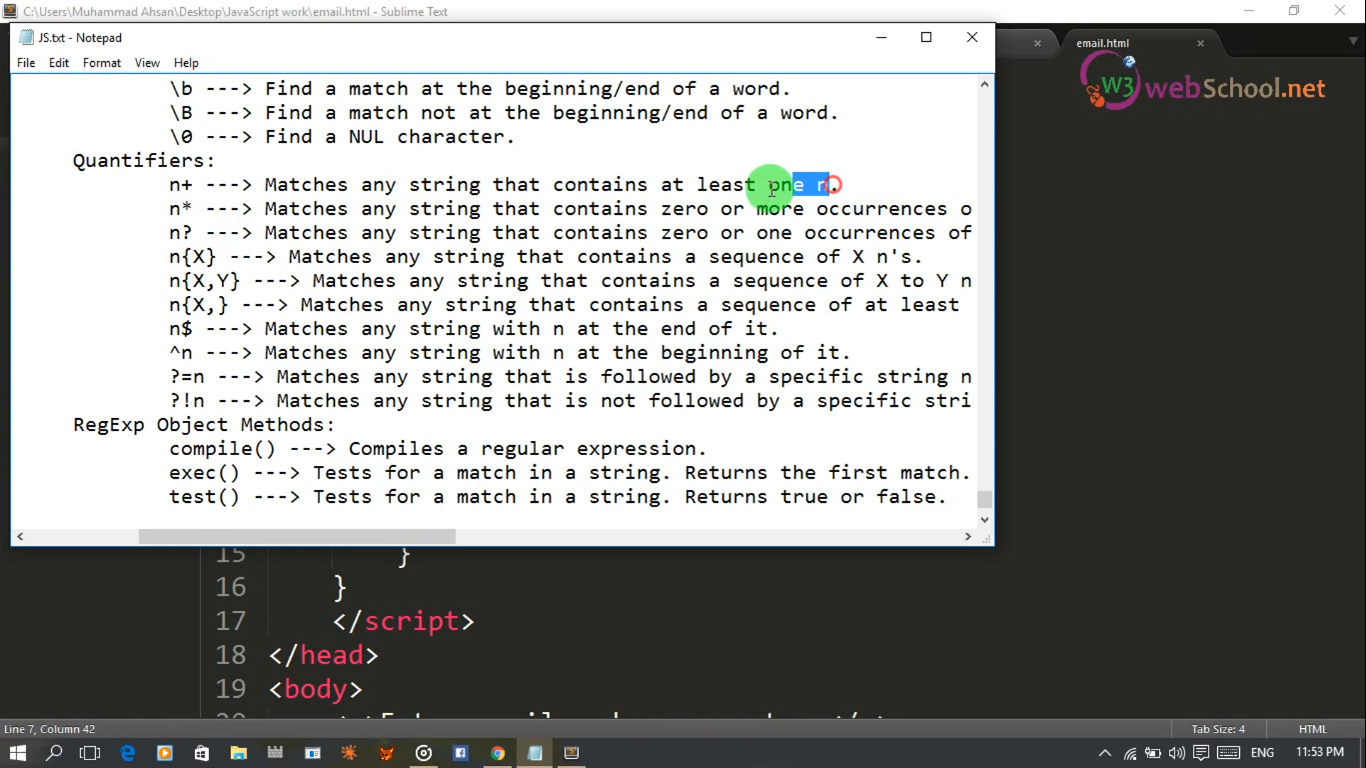 C:\Users\Muhammad Ahsan\Desktop\JavaScript work\email.html - Sublime Text
JS.txt - Notepad
email.html
File Edit Format View Help
W3 webSchool.net
\b ---> Find a match at the beginning/end of a word.
\B ---> Find a match not at the beginning/end of a word.
\0 ---> Find a NUL character.
Quantifiers:
n+ ---> Matches any string that contains at least one n.
n* ---> Matches any string that contains zero or more occurrences o
n? ---> Matches any string that contains zero or one occurrences of
n{X} ---> Matches any string that contains a sequence of X n's.
n{X,Y} ---> Matches any string that contains a sequence of X to Y n
n{X,} ---> Matches any string that contains a sequence of at least
n$ ---> Matches any string with n at the end of it.
^n ---> Matches any string with n at the beginning of it.
?=n ---> Matches any string that is followed by a specific string n
?!n ---> Matches any string that is not followed by a specific stri
RegExp Object Methods:
compile() ---> Compiles a regular expression.
exec() ---> Tests for a match in a string. Returns the first match.
test() ---> Tests for a match in a string. Returns true or false.
15 }
16 }
17 </script>
18 </head>
19 <body>
Line 7, Column 42
Tab Size: 4 HTML
ENG 11:53 PM